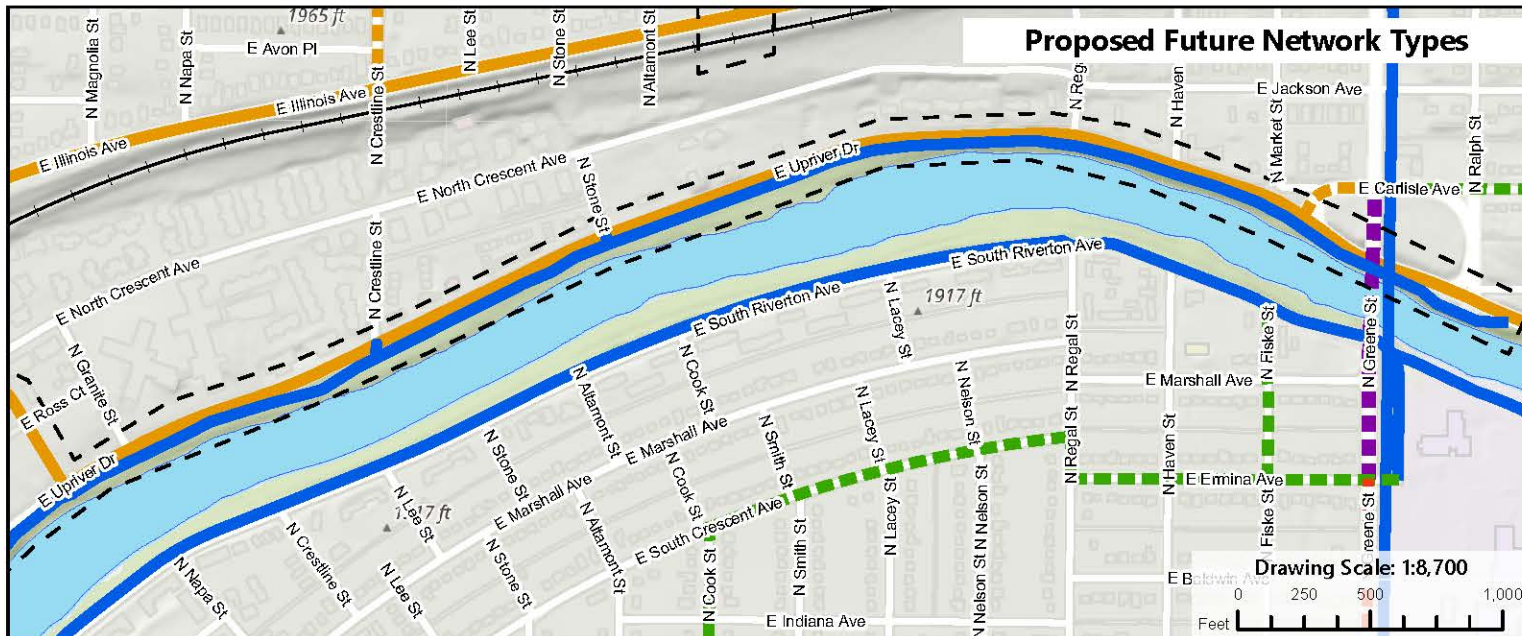 Proposed Future Network Types
1965 ft
E Avon Pl
N Magnolia St
N Napa St
N Crestline St
N Lee St
N Stone St
N Altamont St
E Illinois Ave
E Illinois Ave
N Haven
E Jackson Ave
N Market St
N Ralph St
E Carlisle Ave
E North Crescent Ave
N Stone St
E Upriver Dr
E North Crescent Ave
N Crestline St
E South Riverton Ave
E South Riverton Ave
N Lacey St
1917 ft
N Granite St
E Ross Ct
E Upriver Dr
N Cook St
N Regal St
N Fiske St
N Greene St
E Marshall Ave
N Altamont St
N Nelson St
N Lacey St
N Smith St
E Marshall Ave
N Cook St
N Stone St
E Marshall Ave
N Regal St
N Haven St
E Ermina Ave
N Lee St
E South Crescent Ave
N Altamont St
N Crestline St
N Napa St
N Lee St
N Stone St
N Cook St
N Smith St
N Lacey St
N Nelson St
N Nelson St
N Fiske St
Greene St
E Indiana Ave
Drawing Scale: 1:8,700
0 250 500 1,000
Feet